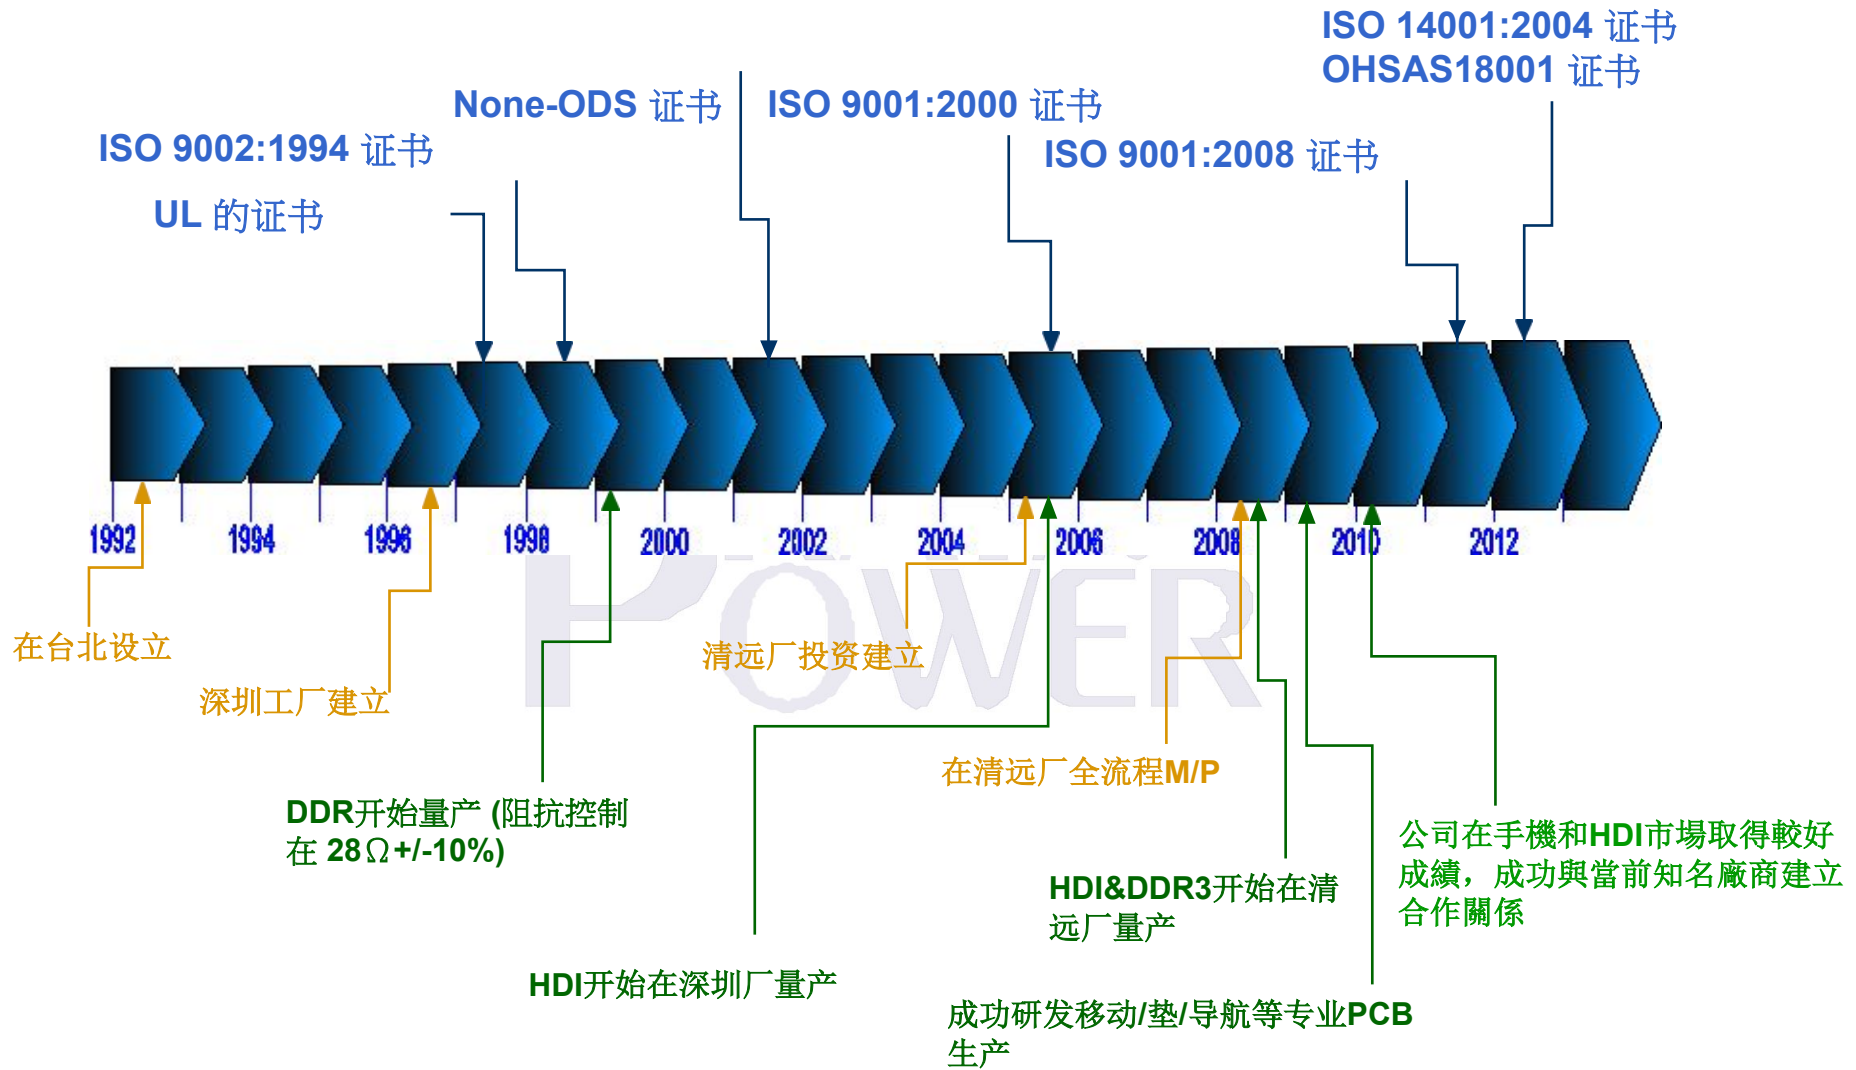 ISO 14001:2004 证书
OHSAS18001 证书
None-ODS 证书
ISO 9001:2000 证书
ISO 9002:1994 证书
ISO 9001:2008 证书
UL 的证书
1992
1994
1996
1998
2000
2002
2004
2006
2008
2010
2012
POWER
在台北设立
深圳工厂建立
清远厂投资建立
在清远厂全流程M/P
DDR开始量产 (阻抗控制
在 28Ω+/-10%)
公司在手機和HDI市場取得較好
成績，成功與當前知名廠商建立
合作關係
HDI&DDR3开始在清
远厂量产
HDI开始在深圳厂量产
成功研发移动/垫/导航等专业PCB
生产